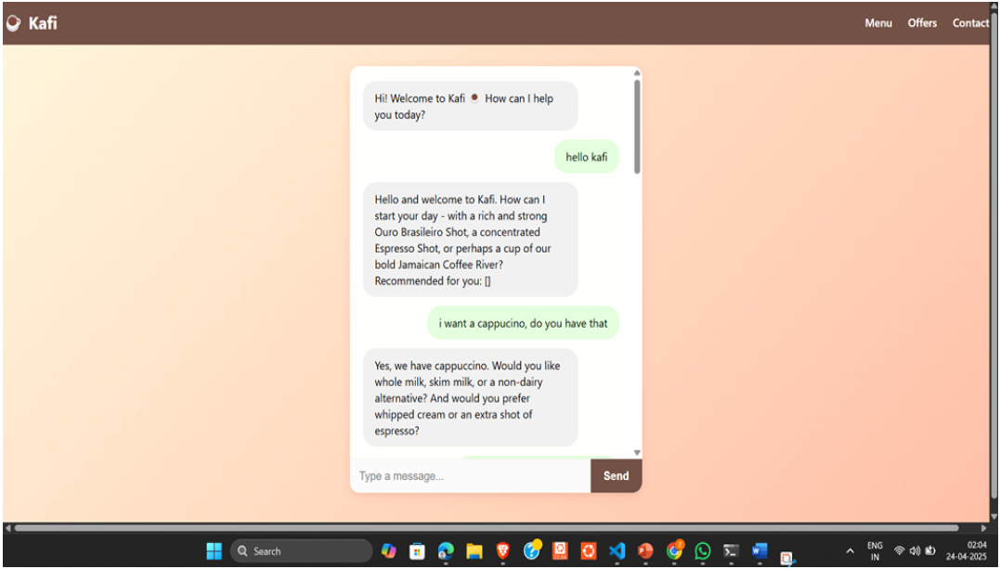 Kafi
Menu Offers Contact
Hi! Welcome to Kafi How can I help
you today?
hello kafi
Hello and welcome to Kafi. How can I
start your day - with a rich and strong
Ouro Brasileiro Shot, a concentrated
Espresso Shot, or perhaps a cup of our
bold Jamaican Coffee River?
Recommended for you: []
i want a cappucino, do you have that
Yes, we have cappuccino. Would you like
whole milk, skim milk, or a non-dairy
alternative? And would you prefer
whipped cream or an extra shot of
espresso?
Type a message...
Send
Search
ENG
IN
02:04
24-04-2025